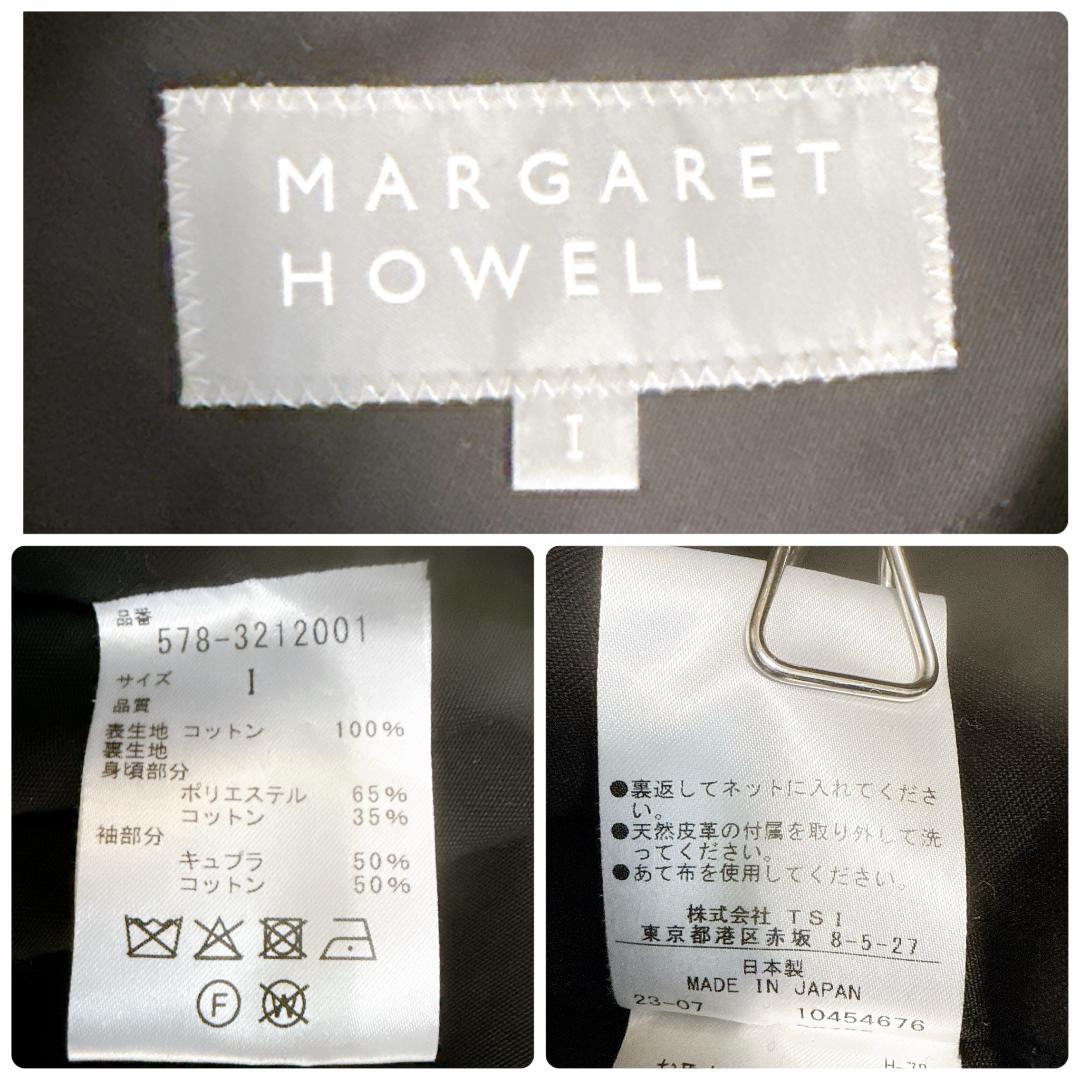 MARGARET
HOWELL
I
品番
578-3212001
サイズ I
品質
表生地 コットン 100%
裏生地
身頃部分
ポリエステル 65%
コットン 35%
袖部分
キュプラ 50%
コットン 50%
F
W
●裏返してネットに入れてくださ
い。
●天然皮革の付属を取り外して洗
ってください。
●あて布を使用してください。
株式会社 TSI
東京都港区赤坂 8-5-27
日本製
MADE IN JAPAN
23-07 10454676